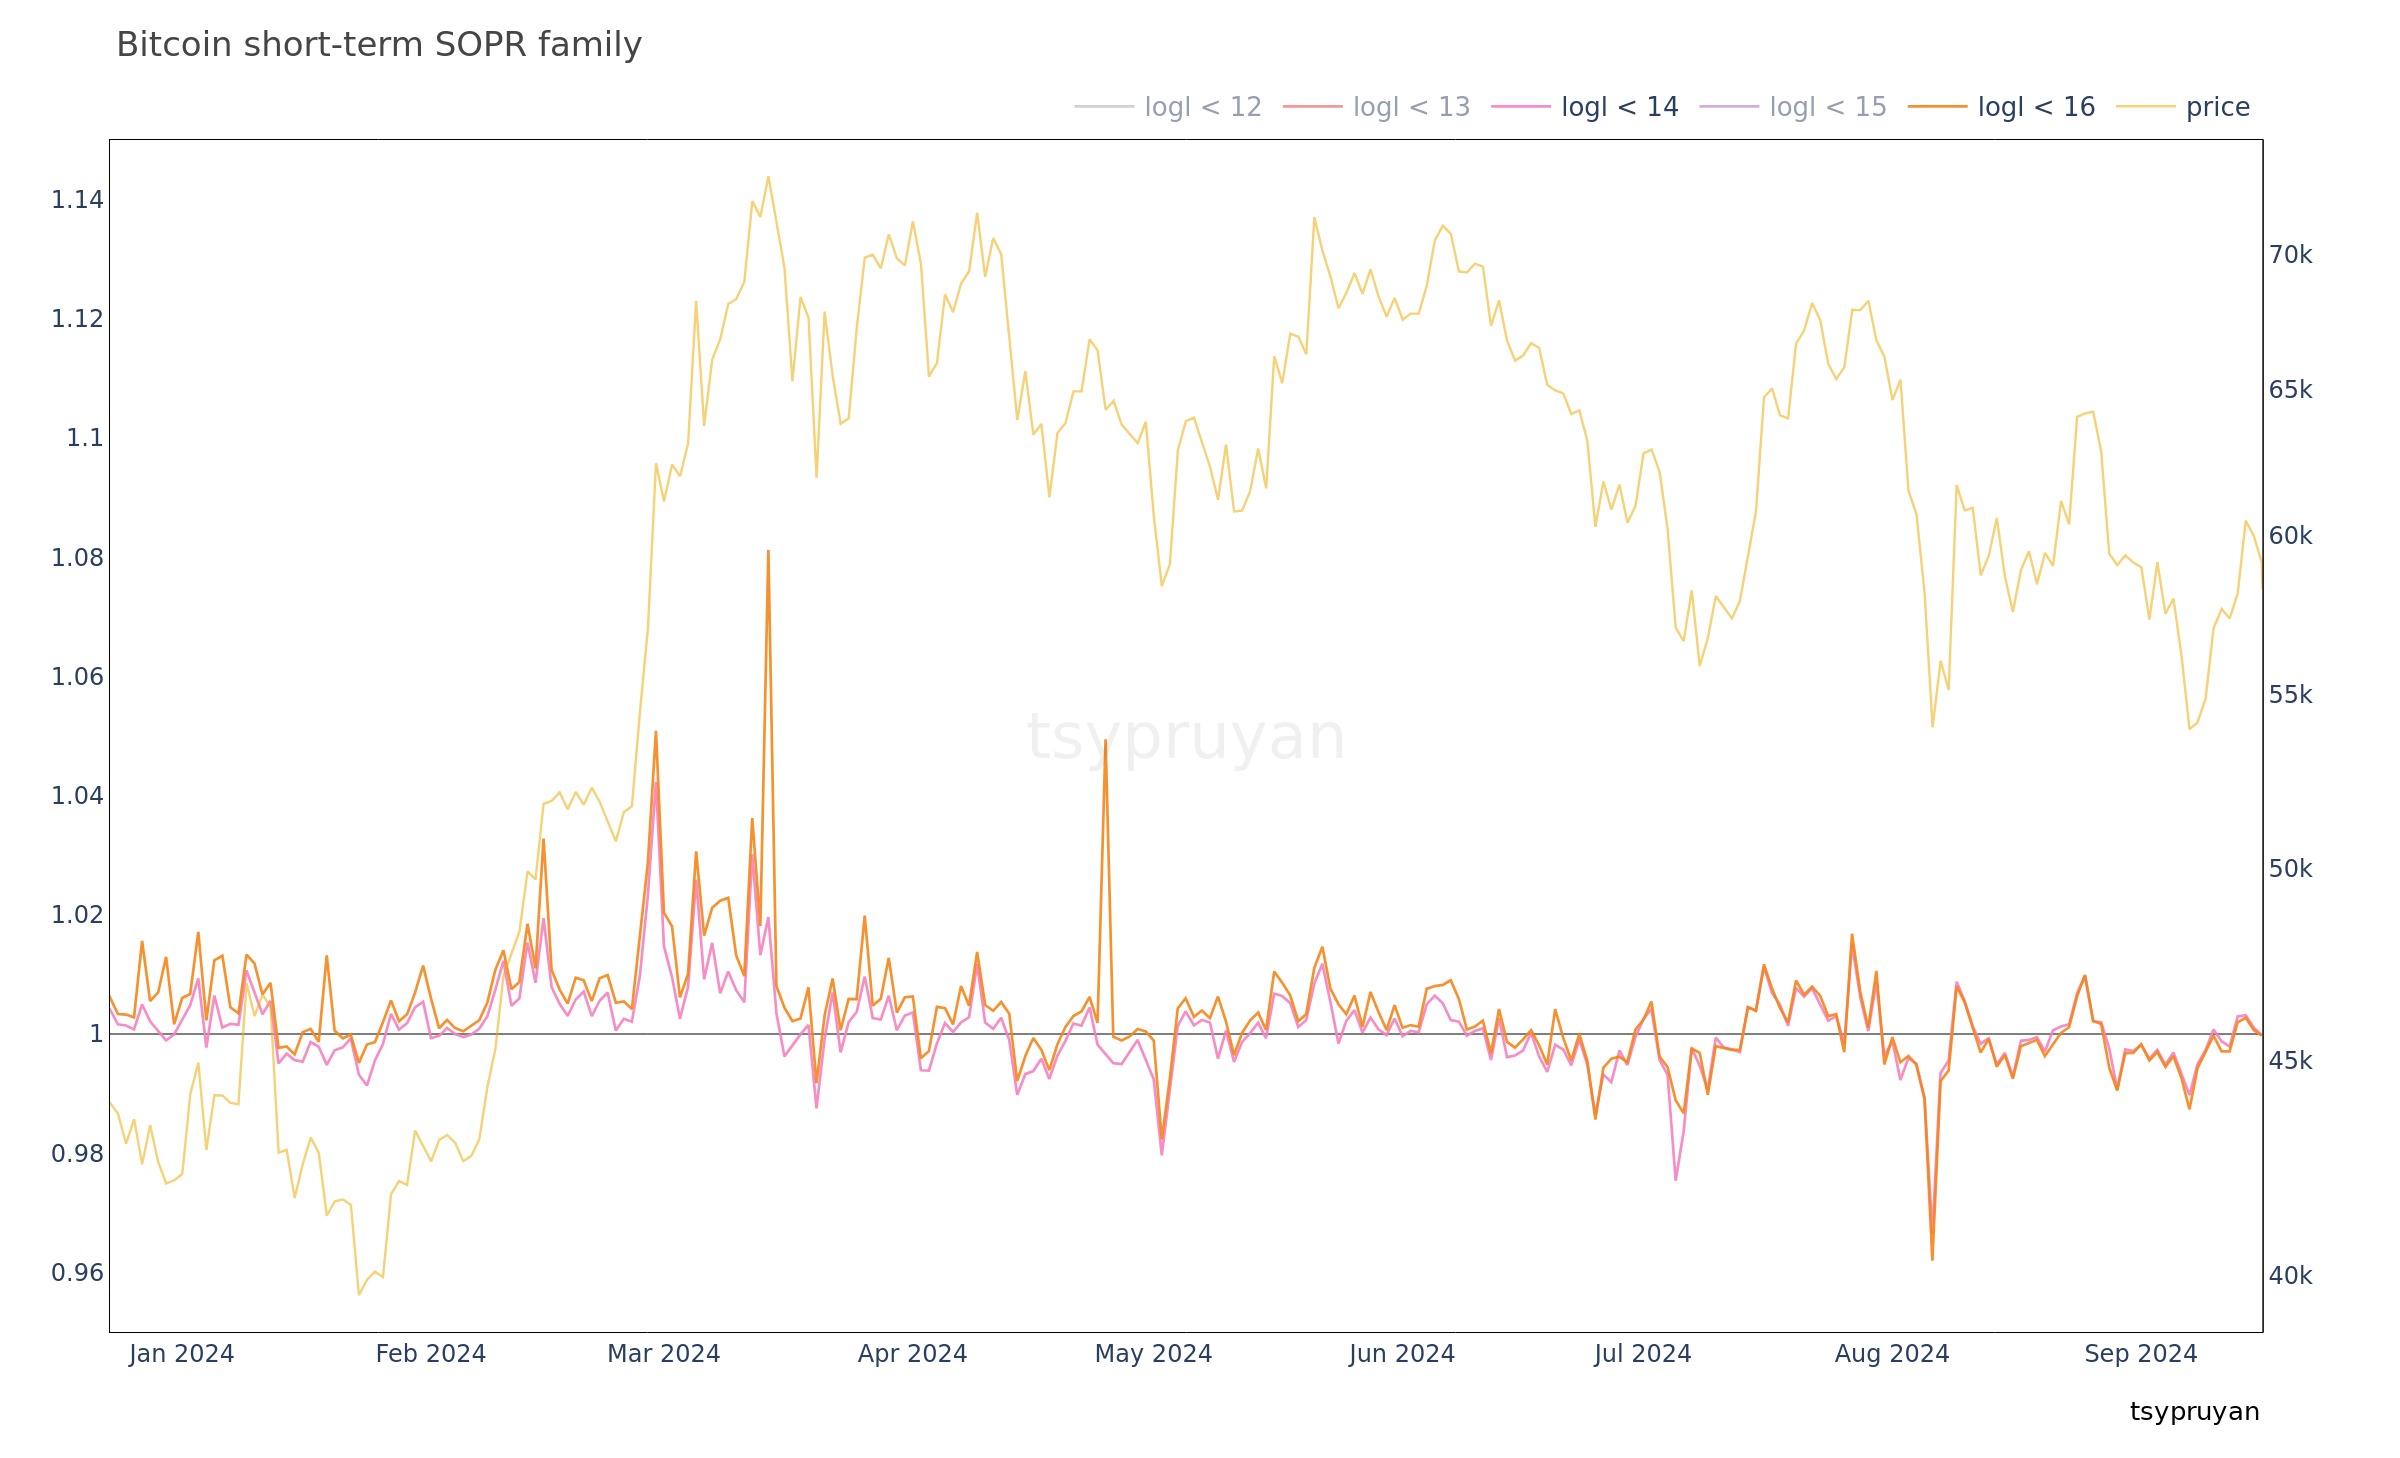 Bitcoin short-term SOPR family
logl < 12 logl < 13 logl < 14 logl < 15 logl < 16 price
1.14
1.12
1.1
1.08
1.06
1.04
1.02
1
0.98
0.96
70k
65k
60k
55k
50k
45k
40k
tsypruyan
Jan 2024 Feb 2024 Mar 2024 Apr 2024 May 2024 Jun 2024 Jul 2024 Aug 2024 Sep 2024
tsypruyan